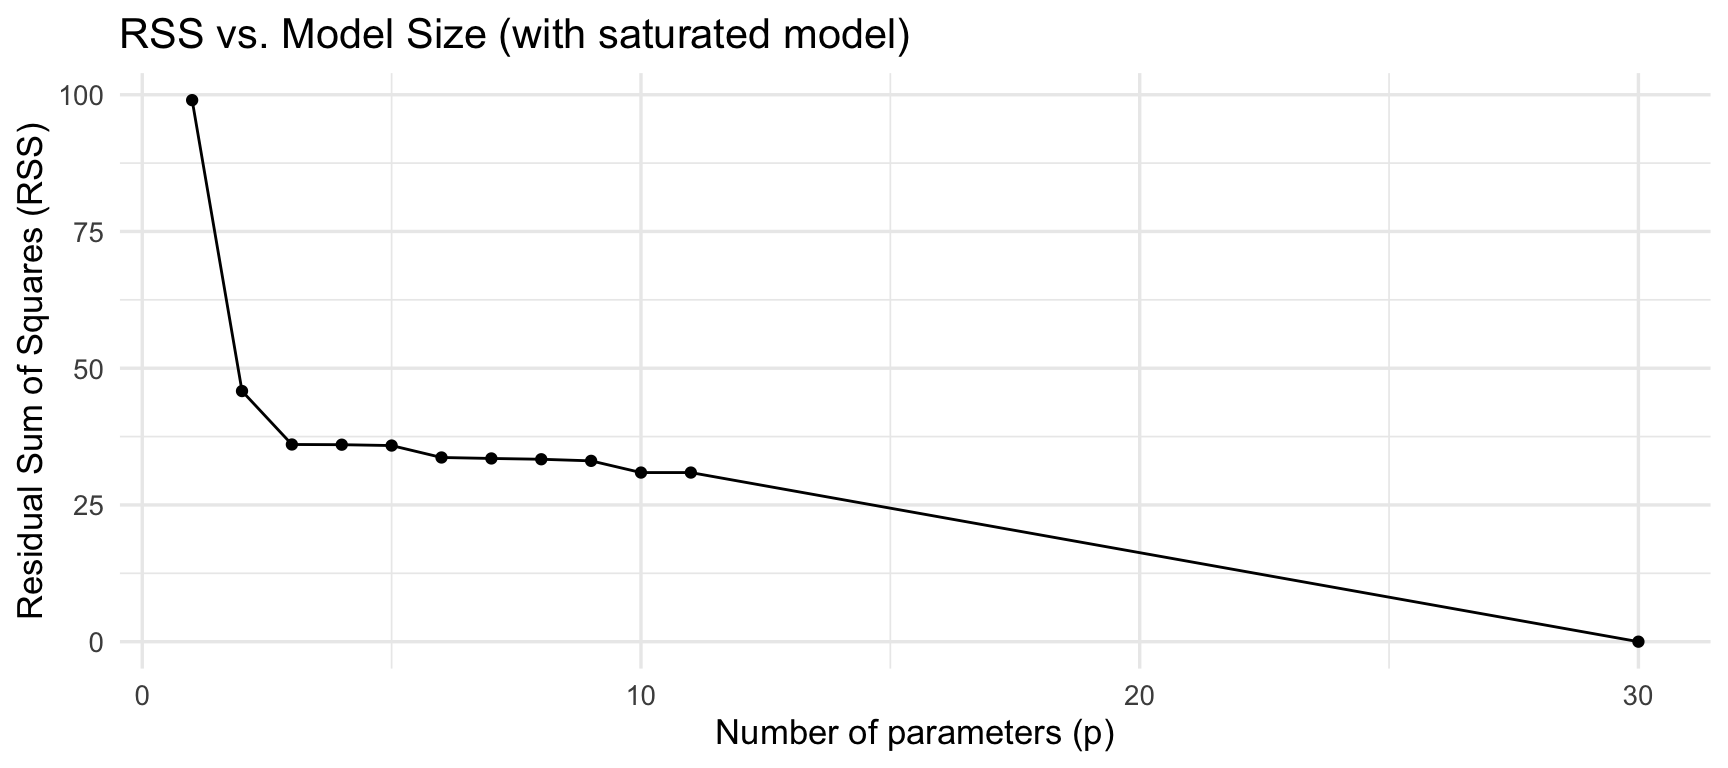 RSS vs. Model Size (with saturated model)
Residual Sum of Squares (RSS)
100
75
50
25
0
0 10 20 30
Number of parameters (p)